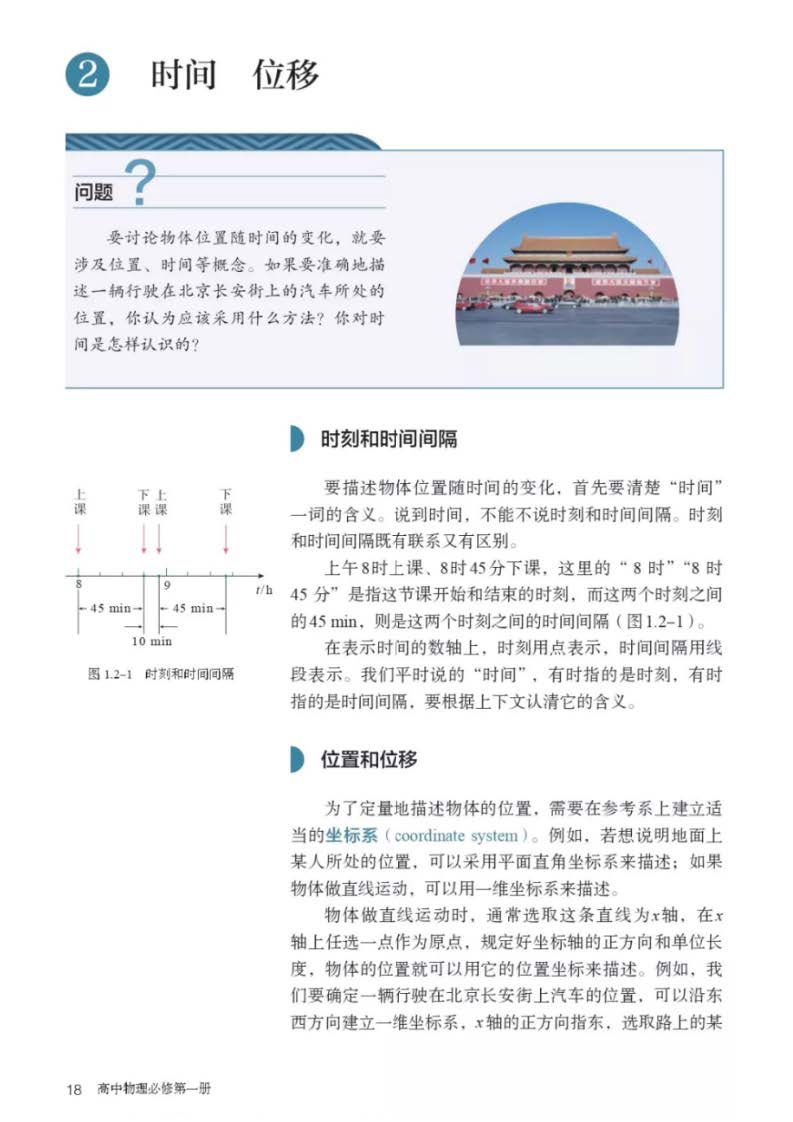 2 时间 位移
问题 ?
要讨论物体位置随时间的变化，就要
涉及位置、时间等概念。如果要准确地描
述一辆行驶在北京长安街上的汽车所处的
位置，你认为应该采用什么方法？你对时
间是怎样认识的？
时刻和时间间隔
要描述物体位置随时间的变化，首先要清楚“时间”
一词的含义。说到时间，不能不说时刻和时间间隔。时刻
和时间间隔既有联系又有区别。
上午8时上课、8时45分下课，这里的“ 8 时”“8 时
45 分”是指这节课开始和结束的时刻，而这两个时刻之间
的45 min，则是这两个时刻之间的时间间隔（图1.2–1）。
在表示时间的数轴上，时刻用点表示，时间间隔用线
段表示。我们平时说的“时间”，有时指的是时刻，有时
指的是时间间隔，要根据上下文认清它的含义。
上课 下课 上课 下课
8 9 t/h
45 min 45 min
10 min
图 1.2–1 时刻和时间间隔
位置和位移
为了定量地描述物体的位置，需要在参考系上建立适
当的坐标系（coordinate system）。例如，若想说明地面上
某人所处的位置，可以采用平面直角坐标系来描述；如果
物体做直线运动，可以用一维坐标系来描述。
物体做直线运动时，通常选取这条直线为x轴，在x
轴上任选一点作为原点，规定好坐标轴的正方向和单位长
度，物体的位置就可以用它的位置坐标来描述。例如，我
们要确定一辆行驶在北京长安街上汽车的位置，可以沿东
西方向建立一维坐标系，x轴的正方向指东，选取路上的某
18 高中物理必修第一册